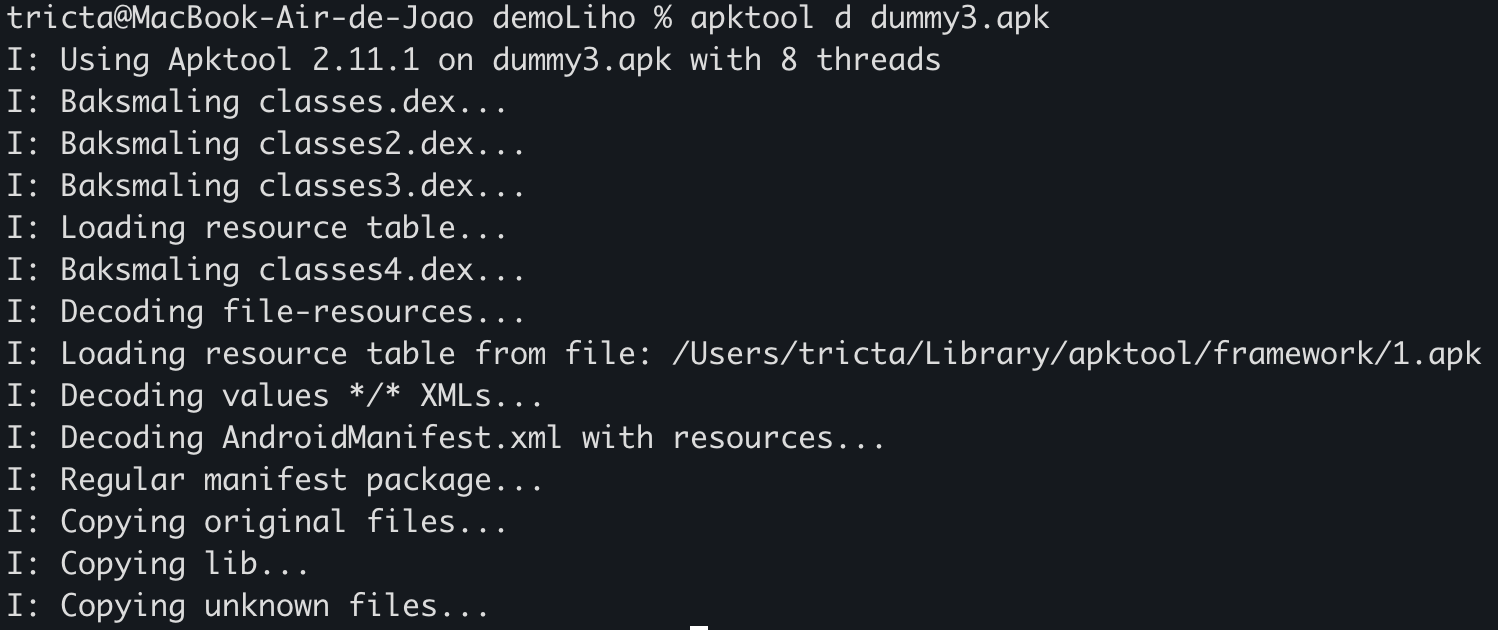 tricta@MacBook-Air-de-Joao demoLiho % apktool d dummy3.apk
I: Using Apktool 2.11.1 on dummy3.apk with 8 threads
I: Baksmaling classes.dex...
I: Baksmaling classes2.dex...
I: Baksmaling classes3.dex...
I: Loading resource table...
I: Baksmaling classes4.dex...
I: Decoding file-resources...
I: Loading resource table from file: /Users/tricta/Library/apktool/framework/1.apk
I: Decoding values */* XMLs...
I: Decoding AndroidManifest.xml with resources...
I: Regular manifest package...
I: Copying original files...
I: Copying lib...
I: Copying unknown files...